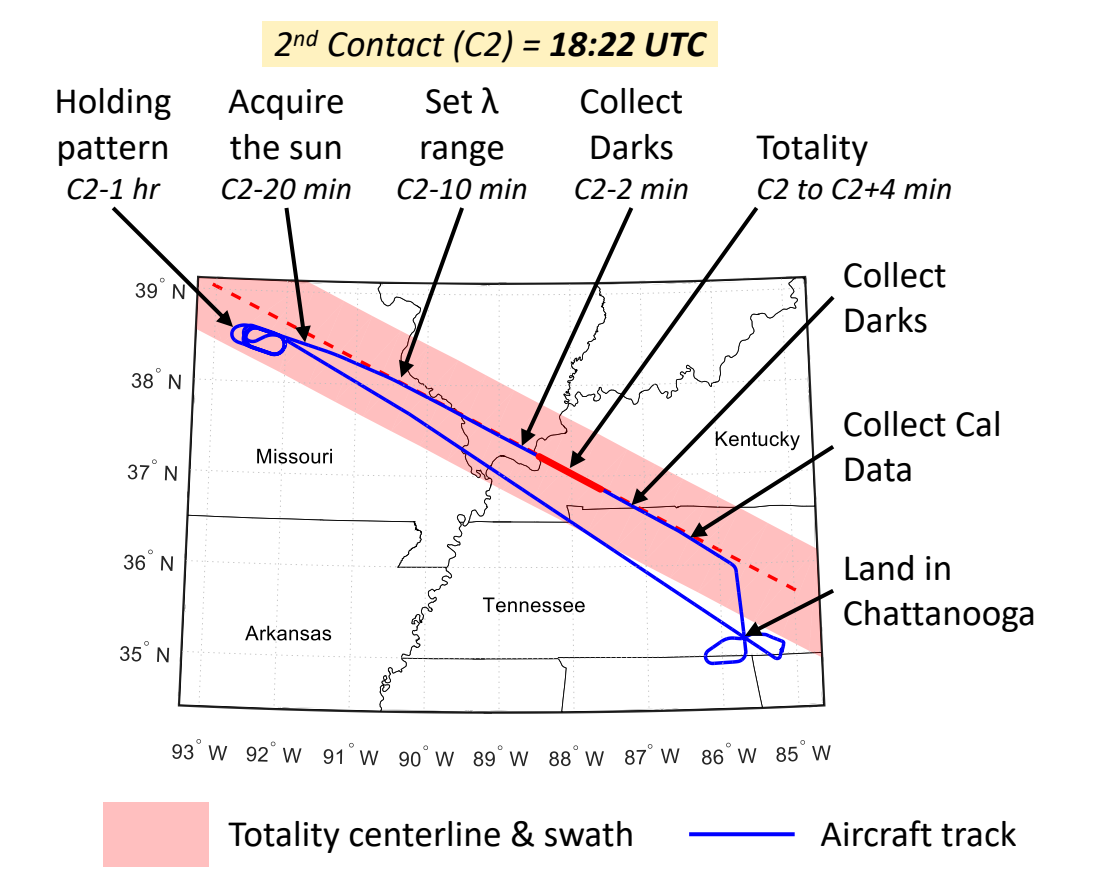 2nd Contact (C2) = 18:22 UTC
Holding
pattern
C2-1 hr
Acquire
the sun
C2-20 min
Set λ
range
C2-10 min
Collect
Darks
C2-2 min
Totality
C2 to C2+4 min
Collect
Darks
Collect Cal
Data
Land in
Chattanooga
39° N
38° N
37° N
36° N
35° N
Missouri
Kentucky
Tennessee
Arkansas
93° W 92° W 91° W 90° W 89° W 88° W 87° W 86° W 85° W
Totality centerline & swath
Aircraft track